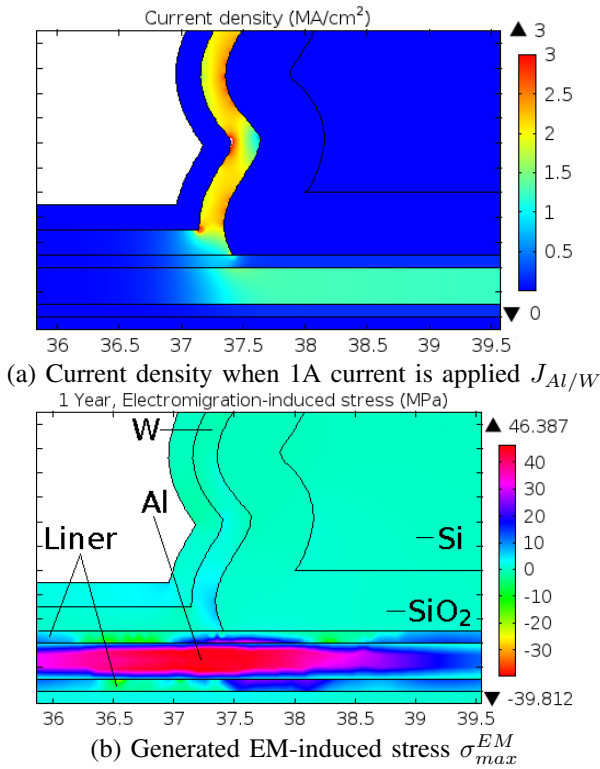 Current density (MA/cm²)
3
3
2.5
2
1.5
1
0.5
0
0
36 36.5 37 37.5 38 38.5 39 39.5
(a) Current density when 1A current is applied J_{Al/W}
1 Year, Electromigration-induced stress (MPa)
46.387
W
Al
Liner
Si
SiO₂
40
30
20
10
0
-10
-20
-30
-39.812
36 36.5 37 37.5 38 38.5 39 39.5
(b) Generated EM-induced stress σ_{max}^{EM}